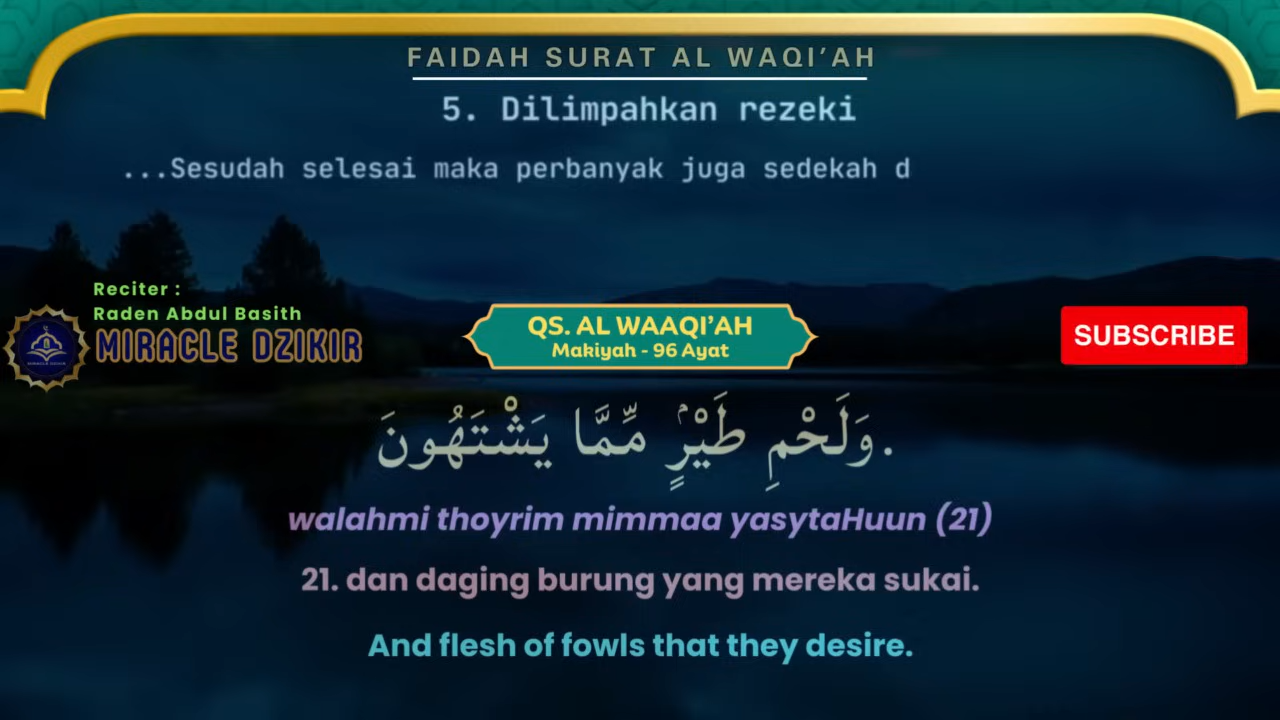 FAIDAH SURAT AL WAQI'AH
5. Dilimpahkan rezeki
...Sesudah selesai maka perbanyak juga sedekah d
Reciter :
Raden Abdul Basith
MIRACLE DZIKIR
QS. AL WAAQI'AH
Makiyah - 96 Ayat
SUBSCRIBE
وَلَحْمِ طَيْرٍۢ مِّمَّا يَشْتَهُونَ.
walahmi thoyrim mimmaa yasytaHuun (21)
21. dan daging burung yang mereka sukai.
And flesh of fowls that they desire.